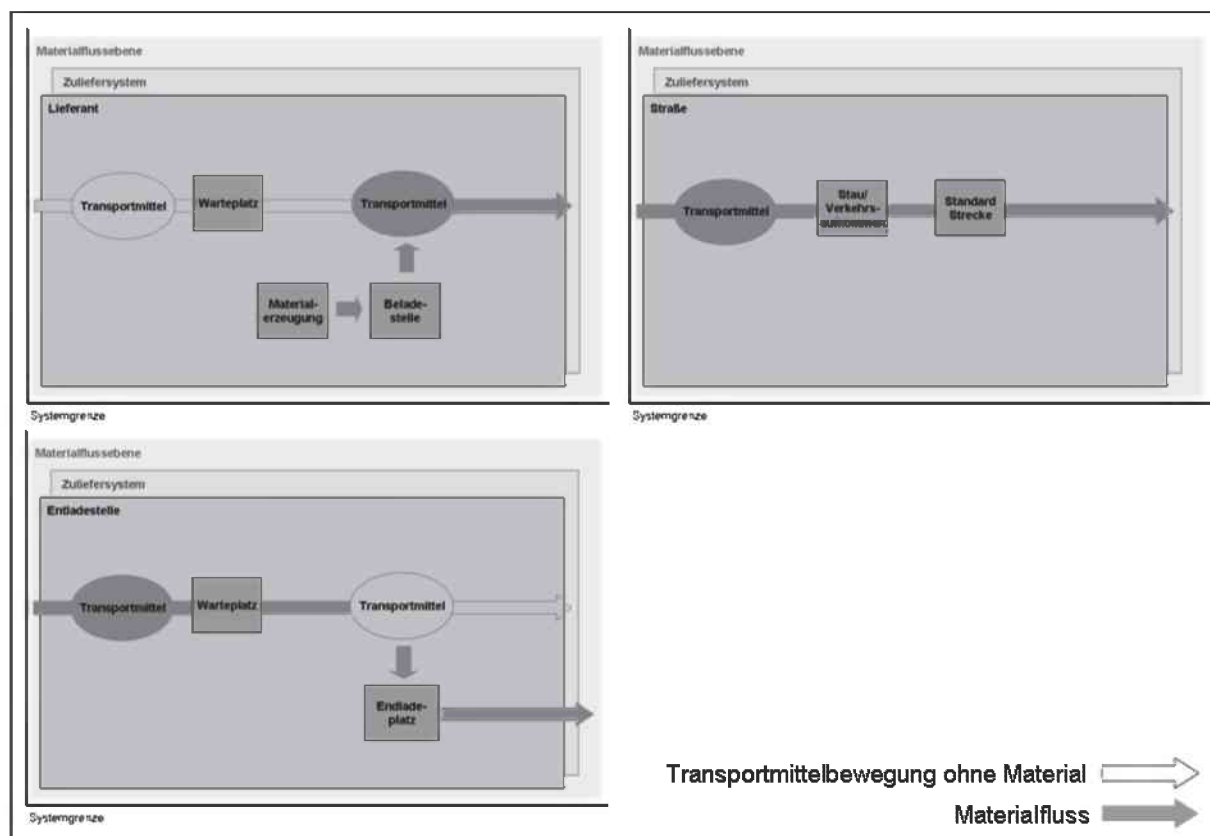 Materialflussebene
Zuliefersystem
Lieferant
Transportmittel
Warteplatz
Transportmittel
Material-
erzeugung
Belade-
stelle
Systemgrenze
Materialflussebene
Zuliefersystem
Straße
Transportmittel
Stau/
Verkehrs-
Standard
Strecke
Systemgrenze
Materialflussebene
Zuliefersystem
Entladestelle
Transportmittel
Warteplatz
Transportmittel
Endlade-
platz
Systemgrenze
Transportmittelbewegung ohne Material
Materialfluss